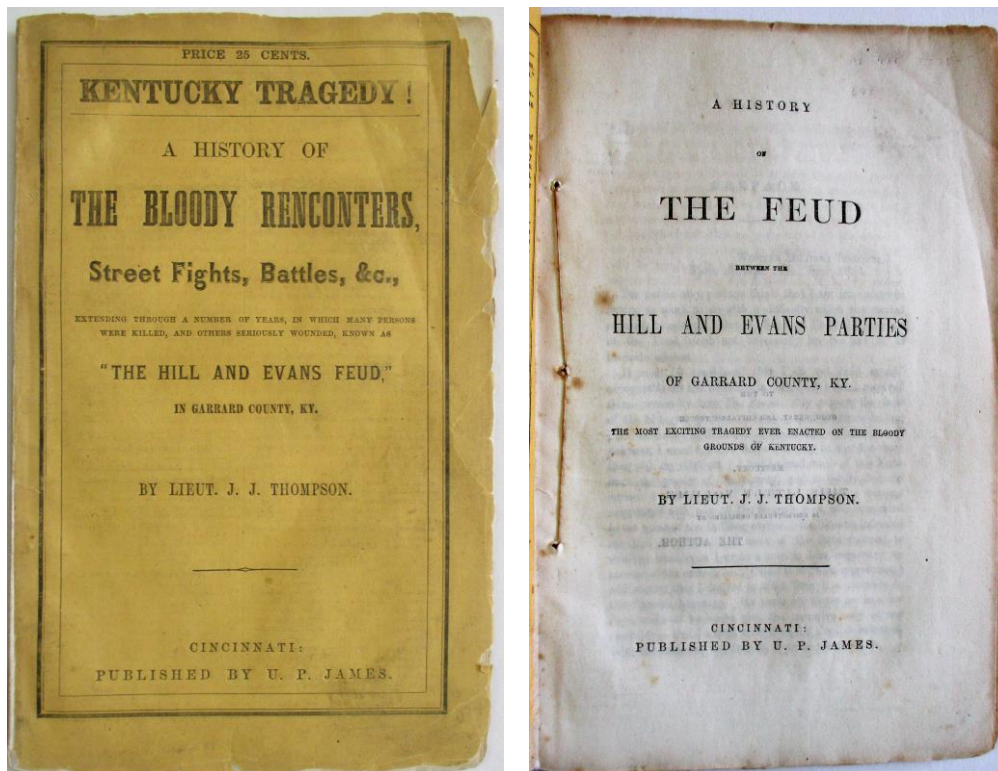 PRICE 25 CENTS.
KENTUCKY TRAGEDY!
A HISTORY OF
THE BLOODY RENCONTERS,
Street Fights, Battles, &c.,
EXTENDING THROUGH A NUMBER OF YEARS, IN WHICH MANY PERSONS
WERE KILLED, AND OTHERS SERIOUSLY WOUNDED, KNOWN AS
"THE HILL AND EVANS FEUD,"
IN GARRARD COUNTY, KY.
BY LIEUT. J. J. THOMPSON.
CINCINNATI:
PUBLISHED BY U. P. JAMES.
A HISTORY
OF
THE FEUD
BETWEEN THE
HILL AND EVANS PARTIES
OF GARRARD COUNTY, KY.
THE MOST EXCITING TRAGEDY EVER ENACTED ON THE BLOODY
GROUNDS OF KENTUCKY.
BY LIEUT. J. J. THOMPSON.
THE AUTHOR.
CINCINNATI:
PUBLISHED BY U. P. JAMES.